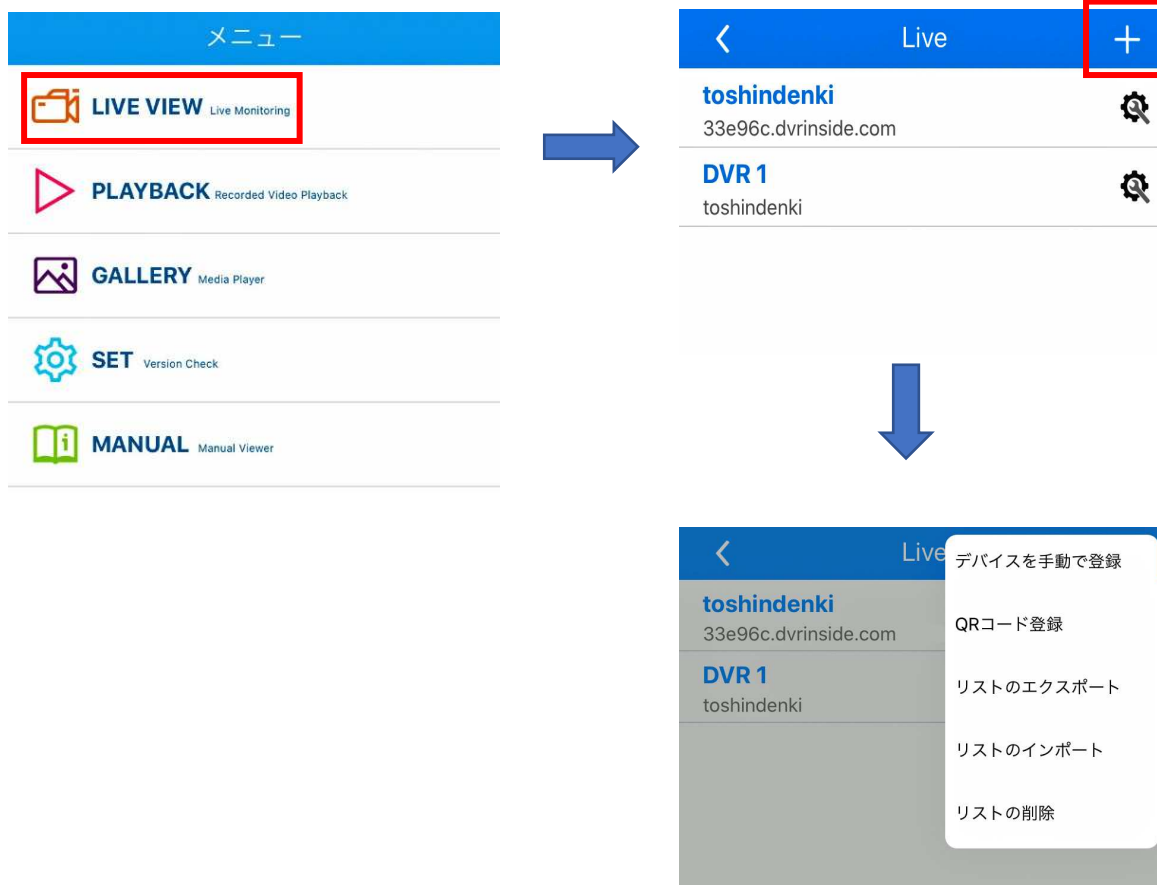 メニュー
LIVE VIEW Live Monitoring
PLAYBACK Recorded Video Playback
GALLERY Media Player
SET Version Check
MANUAL Manual Viewer
Live
toshindenki
33e96c.dvrinside.com
DVR 1
toshindenki
Live
toshindenki
33e96c.dvrinside.com
DVR 1
toshindenki
デバイスを手動で登録
QRコード登録
リストのエクスポート
リストのインポート
リストの削除